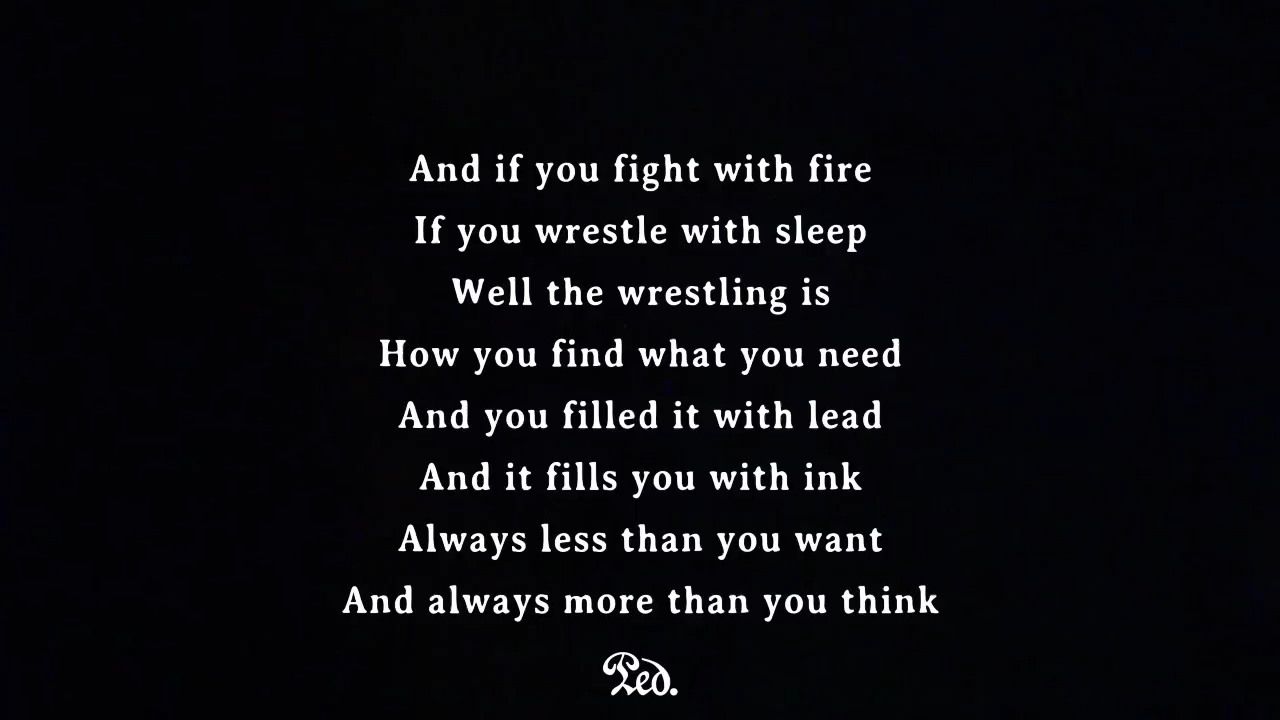 And if you fight with fire
If you wrestle with sleep
Well the wrestling is
How you find what you need
And you filled it with lead
And it fills you with ink
Always less than you want
And always more than you think
Ped.